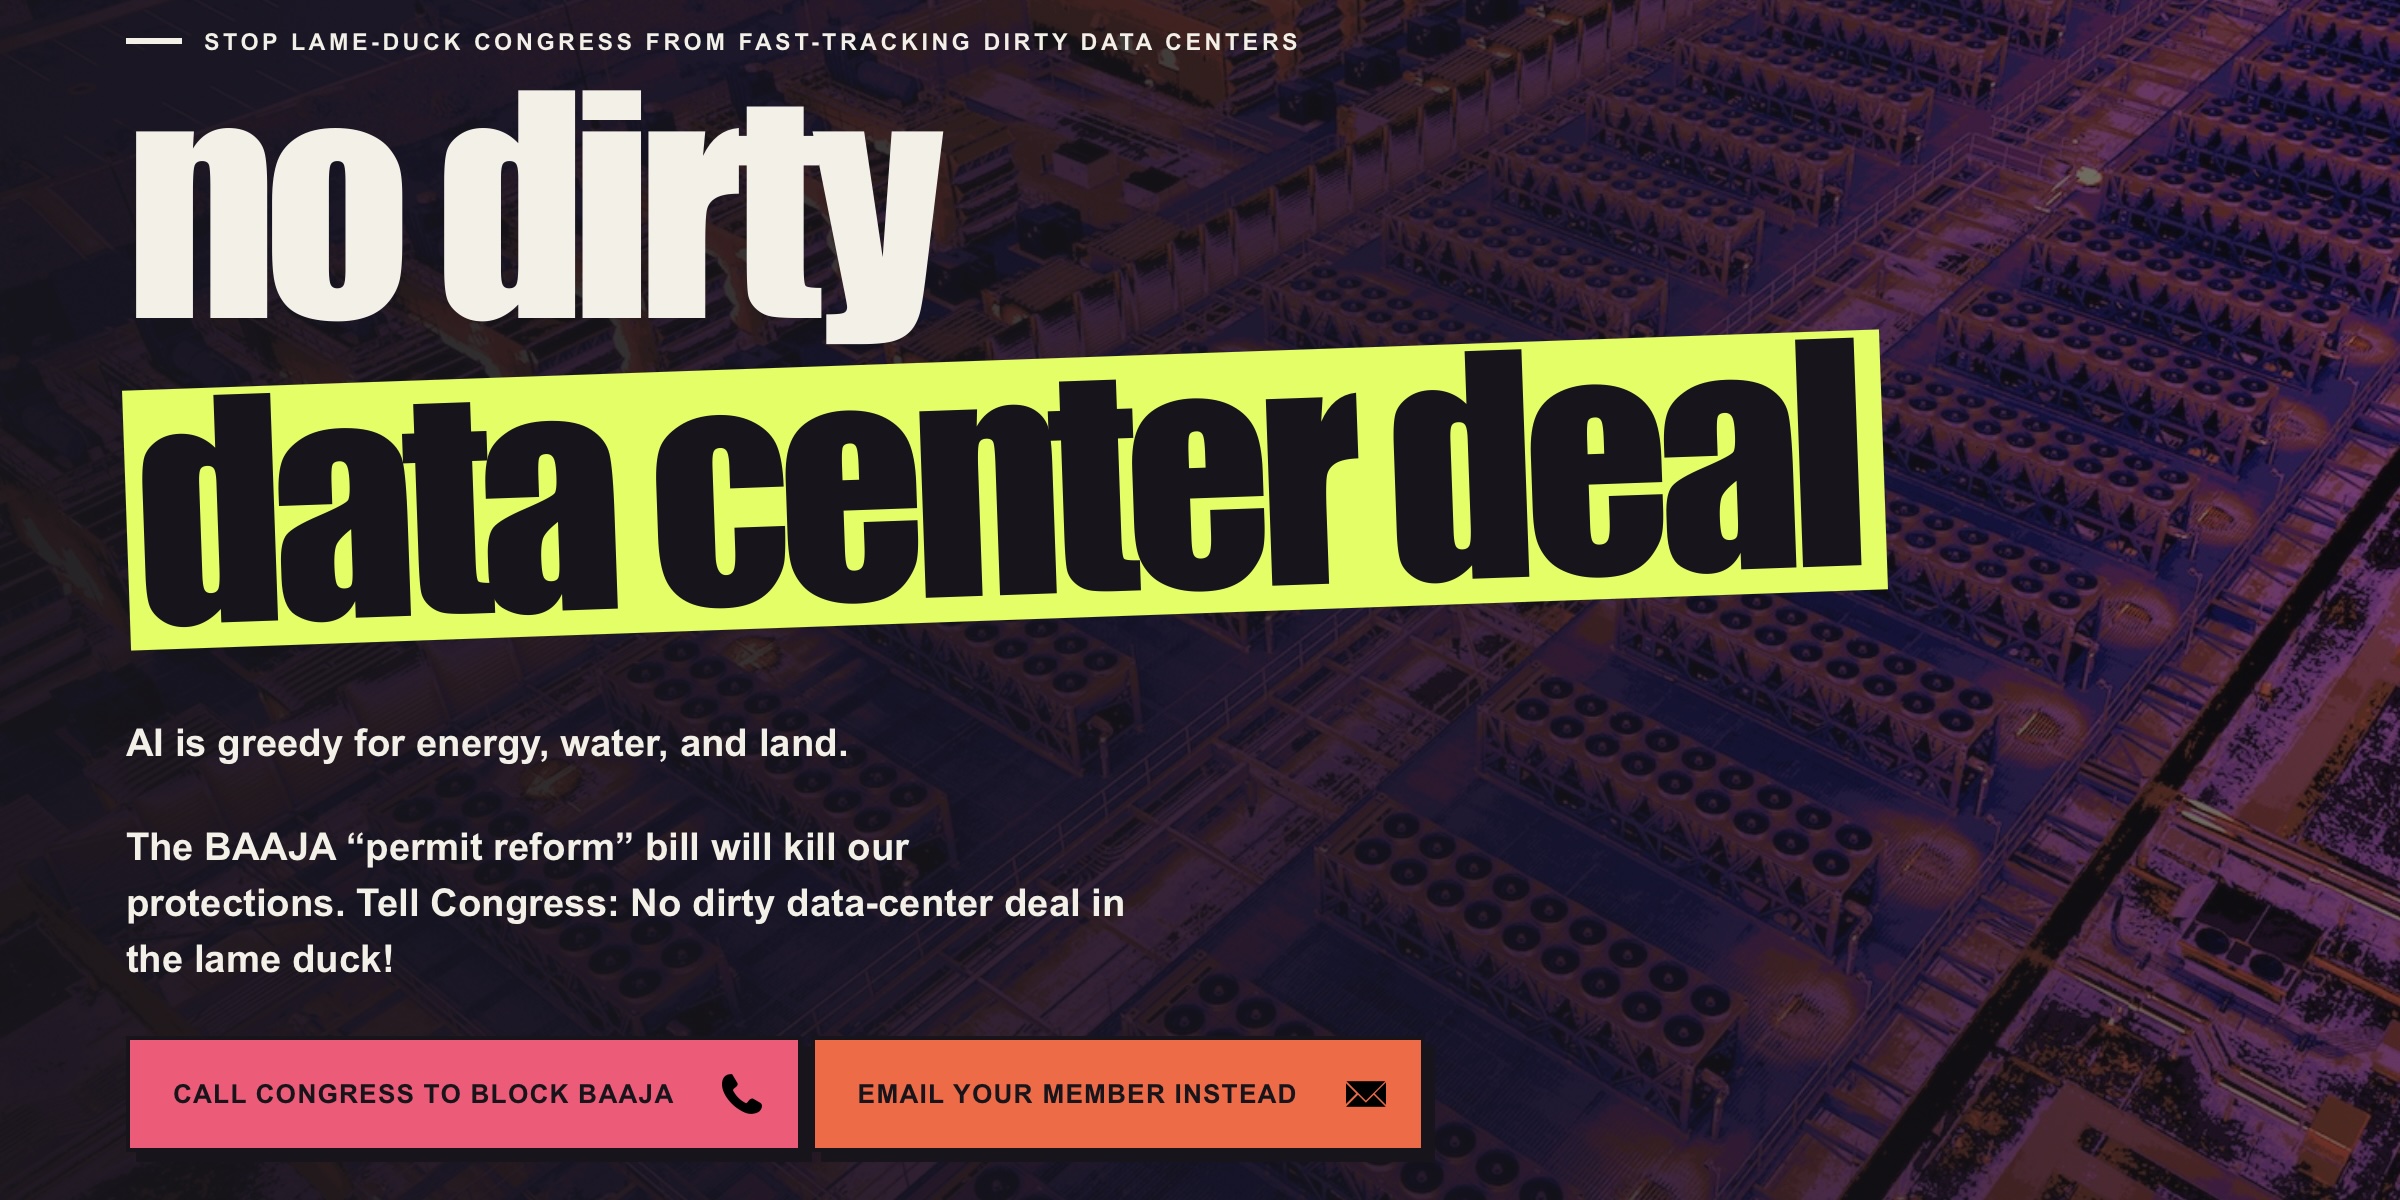 STOP LAME-DUCK CONGRESS FROM FAST-TRACKING DIRTY DATA CENTERS
no dirty
data center deal
AI is greedy for energy, water, and land.
The BAAJA “permit reform” bill will kill our
protections. Tell Congress: No dirty data-center deal in
the lame duck!
CALL CONGRESS TO BLOCK BAAJA
EMAIL YOUR MEMBER INSTEAD